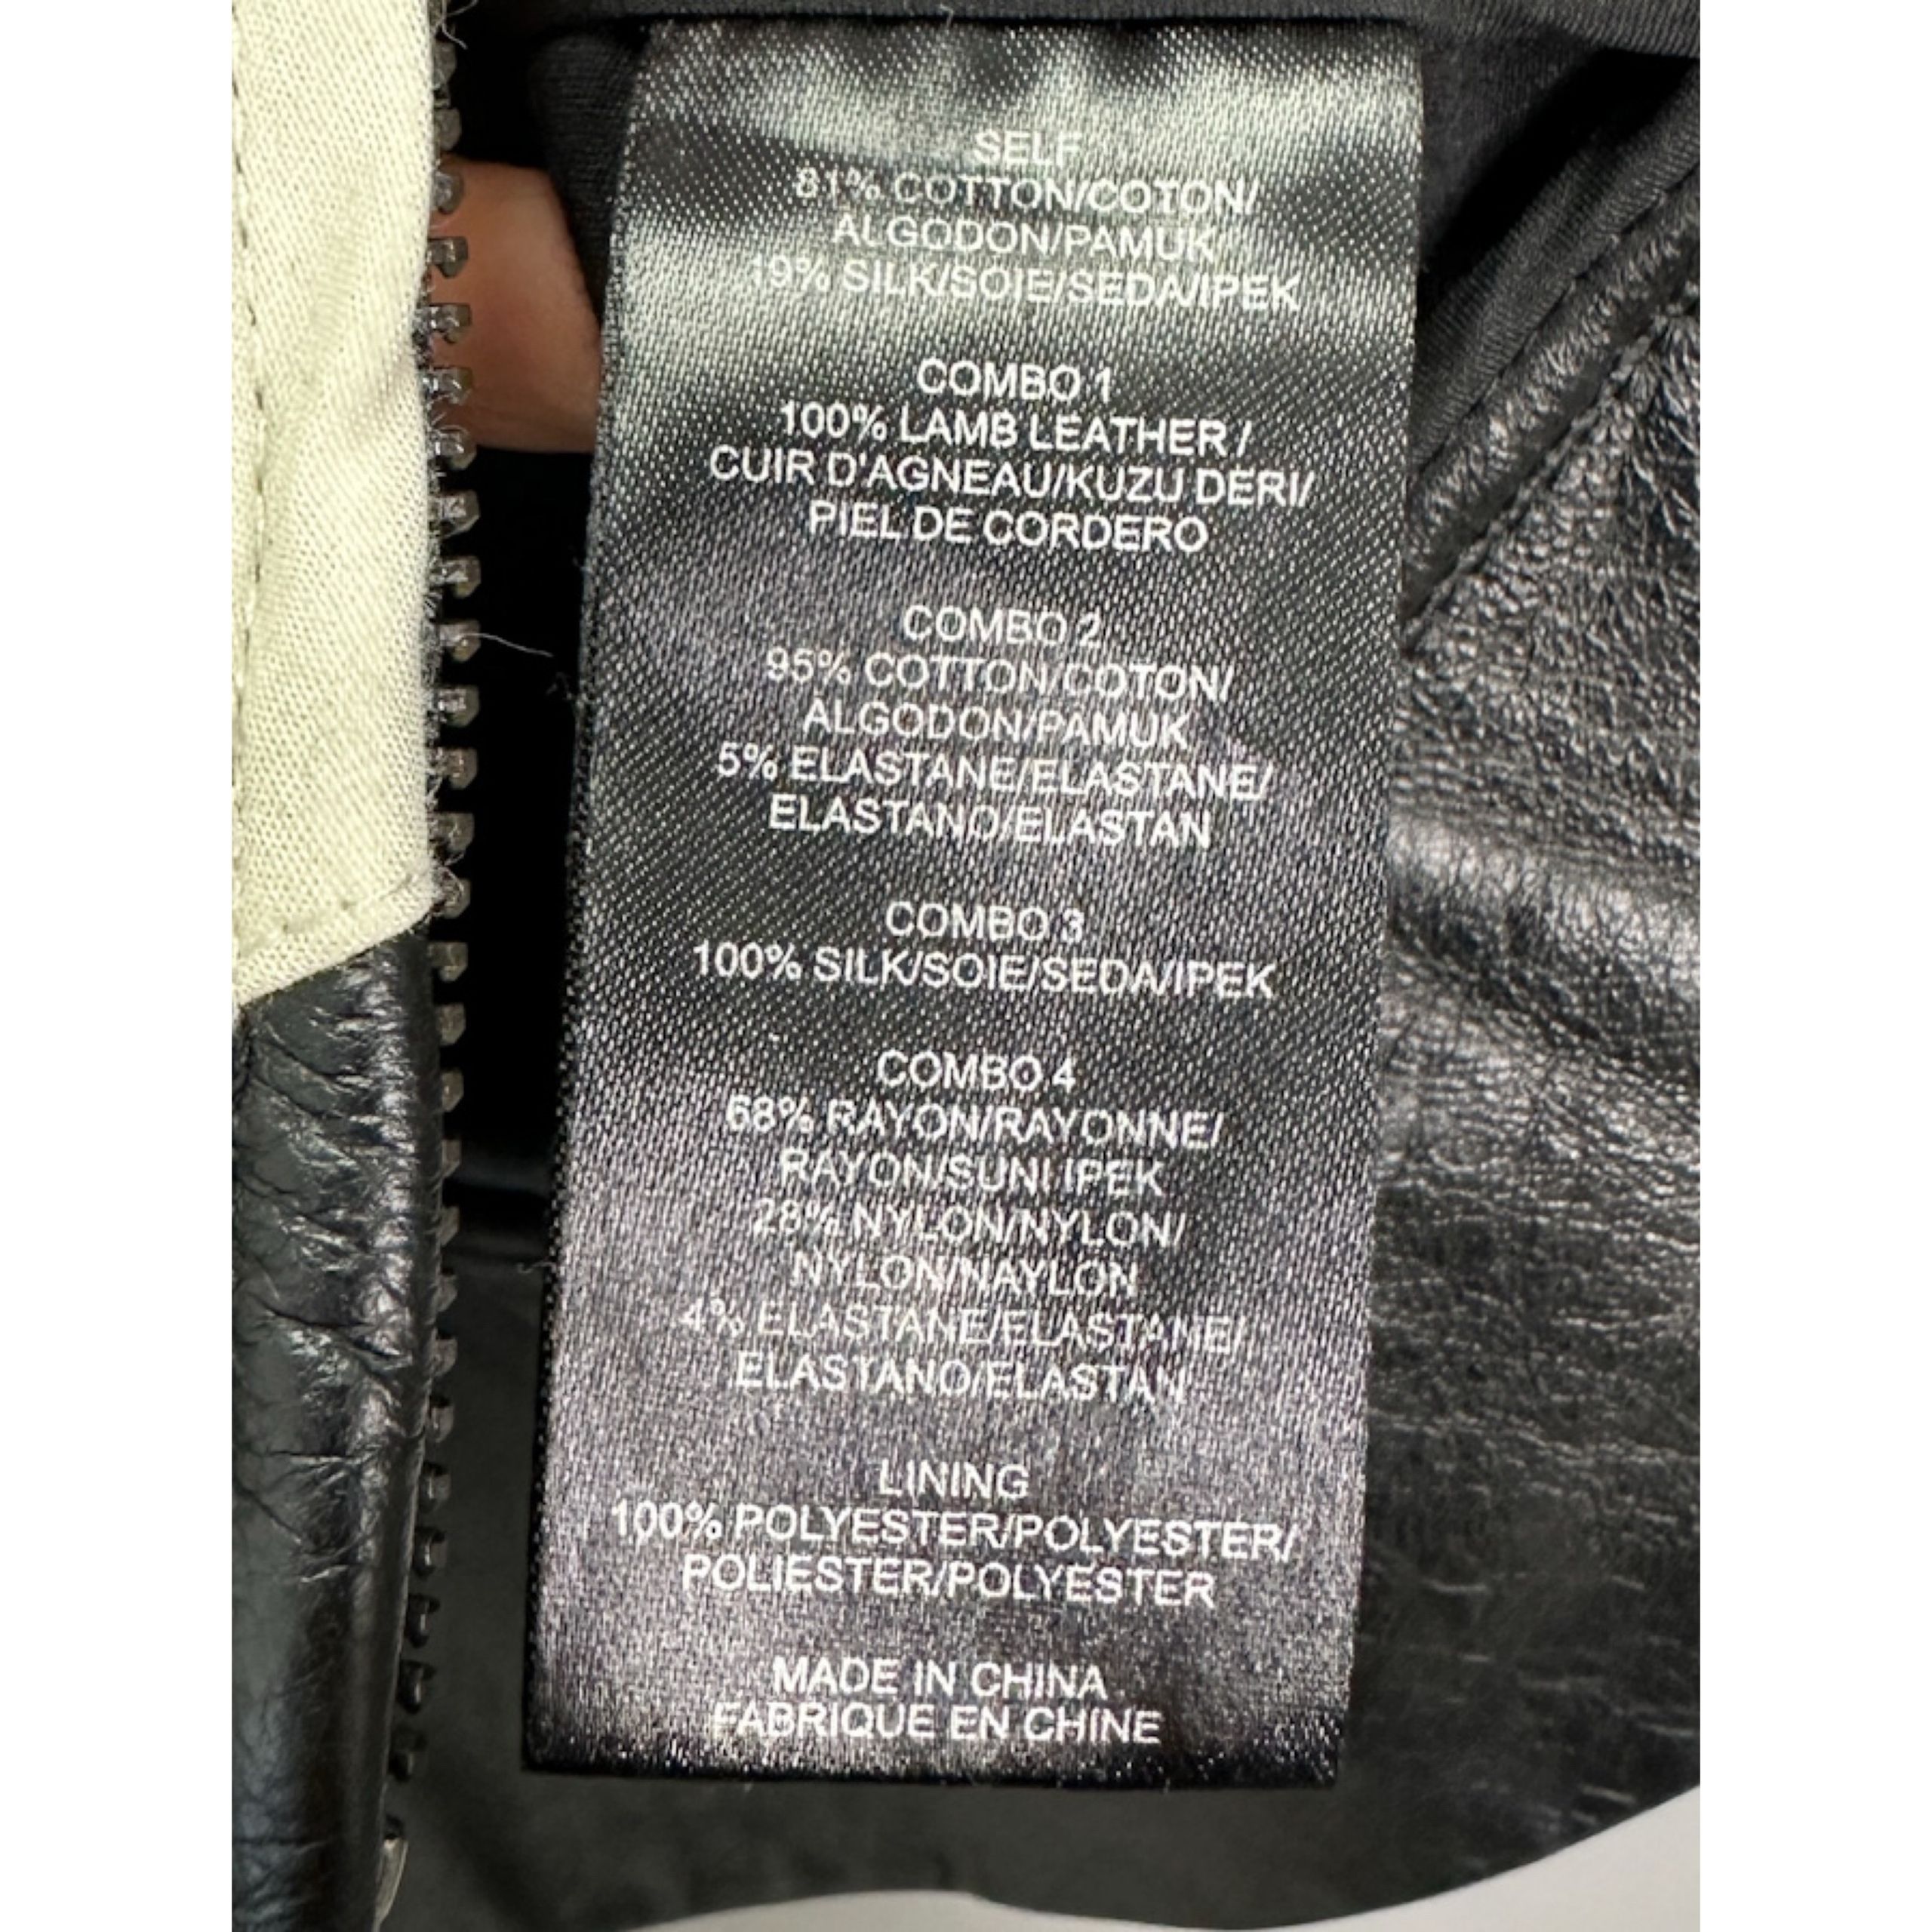 SELF
81% COTTON/COTON/
ALGODON/PAMUK
19% SILK/SOIE/SEDA/IPEK
COMBO 1
100% LAMB LEATHER /
CUIR D'AGNEAU/KUZU DERI/
PIEL DE CORDERO
COMBO 2
95% COTTON/COTON/
ALGODON/PAMUK
5% ELASTANE/ELASTANE/
ELASTANO/ELASTAN
COMBO 3
100% SILK/SOIE/SEDA/IPEK
COMBO 4
68% RAYON/RAYONNE/
RAYON/SUNI IPEK
28% NYLON/NYLON/
NYLON/NAYLON
4% ELASTANE/ELASTANE/
ELASTANO/ELASTAN
LINING
100% POLYESTER/POLYESTER/
POLIESTER/POLYESTER
MADE IN CHINA
FABRIQUE EN CHINE